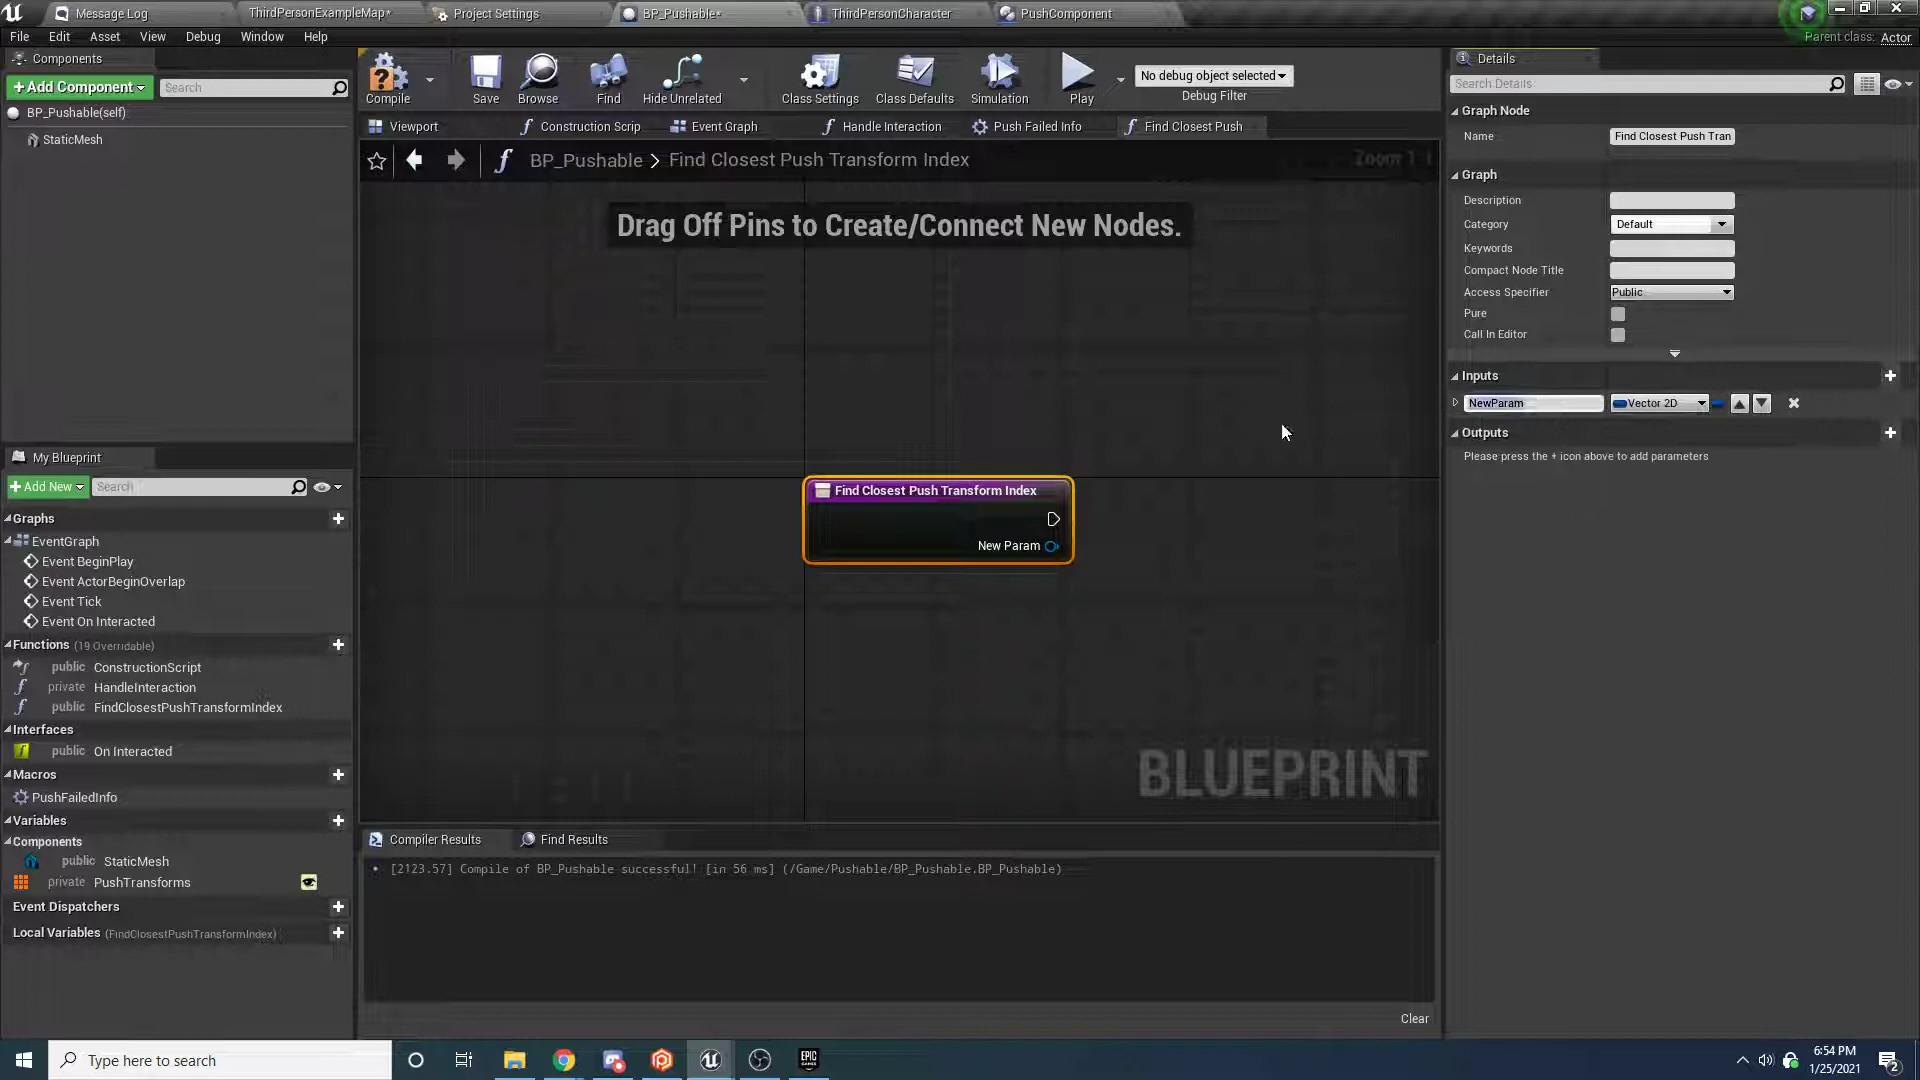 Message Log
ThirdPersonExampleMap*
Project Settings
BP_Pushable*
ThirdPersonCharacter
PushComponent
File
Edit
Asset
View
Debug
Window
Help
Parent class: Actor
Components
+Add Component
Search
BP_Pushable(self)
StaticMesh
Compile
Save
Browse
Find
Hide Unrelated
Class Settings
Class Defaults
Simulation
Play
No debug object selected
Debug Filter
Viewport
Construction Scrip
Event Graph
Handle Interaction
Push Failed Info
Find Closest Push
BP_Pushable > Find Closest Push Transform Index
Zoom 1:1
Drag Off Pins to Create/Connect New Nodes.
Find Closest Push Transform Index
New Param
BLUEPRINT
My Blueprint
+Add New
Search
Graphs
EventGraph
Event BeginPlay
Event ActorBeginOverlap
Event Tick
Event On Interacted
Functions (19 Overridable)
public ConstructionScript
private HandleInteraction
public FindClosestPushTransformIndex
Interfaces
public On Interacted
Macros
PushFailedInfo
Variables
Components
public StaticMesh
private PushTransforms
Event Dispatchers
Local Variables (FindClosestPushTransformIndex)
Compiler Results
Find Results
[2123.57] Compile of BP_Pushable successful! [in 56 ms] (/Game/Pushable/BP_Pushable.BP_Pushable)
Clear
Details
Search Details
Graph Node
Name
Find Closest Push Tran
Graph
Description
Category
Default
Keywords
Compact Node Title
Access Specifier
Public
Pure
Call In Editor
Inputs
NewParam
Vector 2D
Outputs
Please press the + icon above to add parameters
Type here to search
EPIC
GAMES
6:54 PM
1/25/2021
2